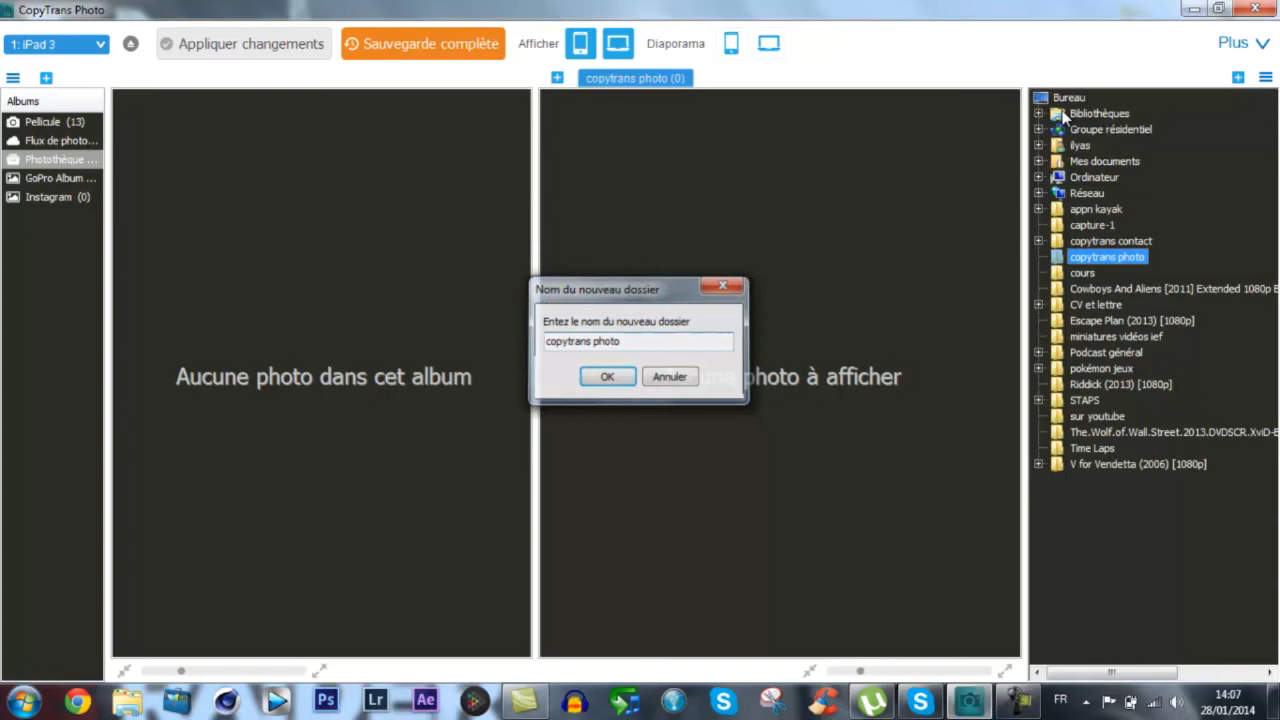 CopyTrans Photo
1: iPad 3
Appliquer changements
Sauvegarde complète
Afficher
Diaporama
Plus
copytrans photo (0)
Albums
Pellicule (13)
Flux de photo...
Photothèque ...
GoPro Album ...
Instagram (0)
Aucune photo dans cet album
Nom du nouveau dossier
Entez le nom du nouveau dossier
copytrans photo
OK
Annuler
photo à afficher
Bureau
Bibliothèques
Groupe résidentiel
ilyas
Mes documents
Ordinateur
Réseau
appn kayak
capture-1
copytrans contact
copytrans photo
cours
Cowboys And Aliens [2011] Extended 1080p
CV et lettre
Escape Plan (2013) [1080p]
miniatures vidéos ief
Podcast général
pokémon jeux
Riddick (2013) [1080p]
STAPS
sur youtube
The.Wolf.of.Wall.Street.2013.DVDSCR.XviD-
Time Laps
V for Vendetta (2006) [1080p]
Ps
Lr
Ae
FR
14:07
28/01/2014